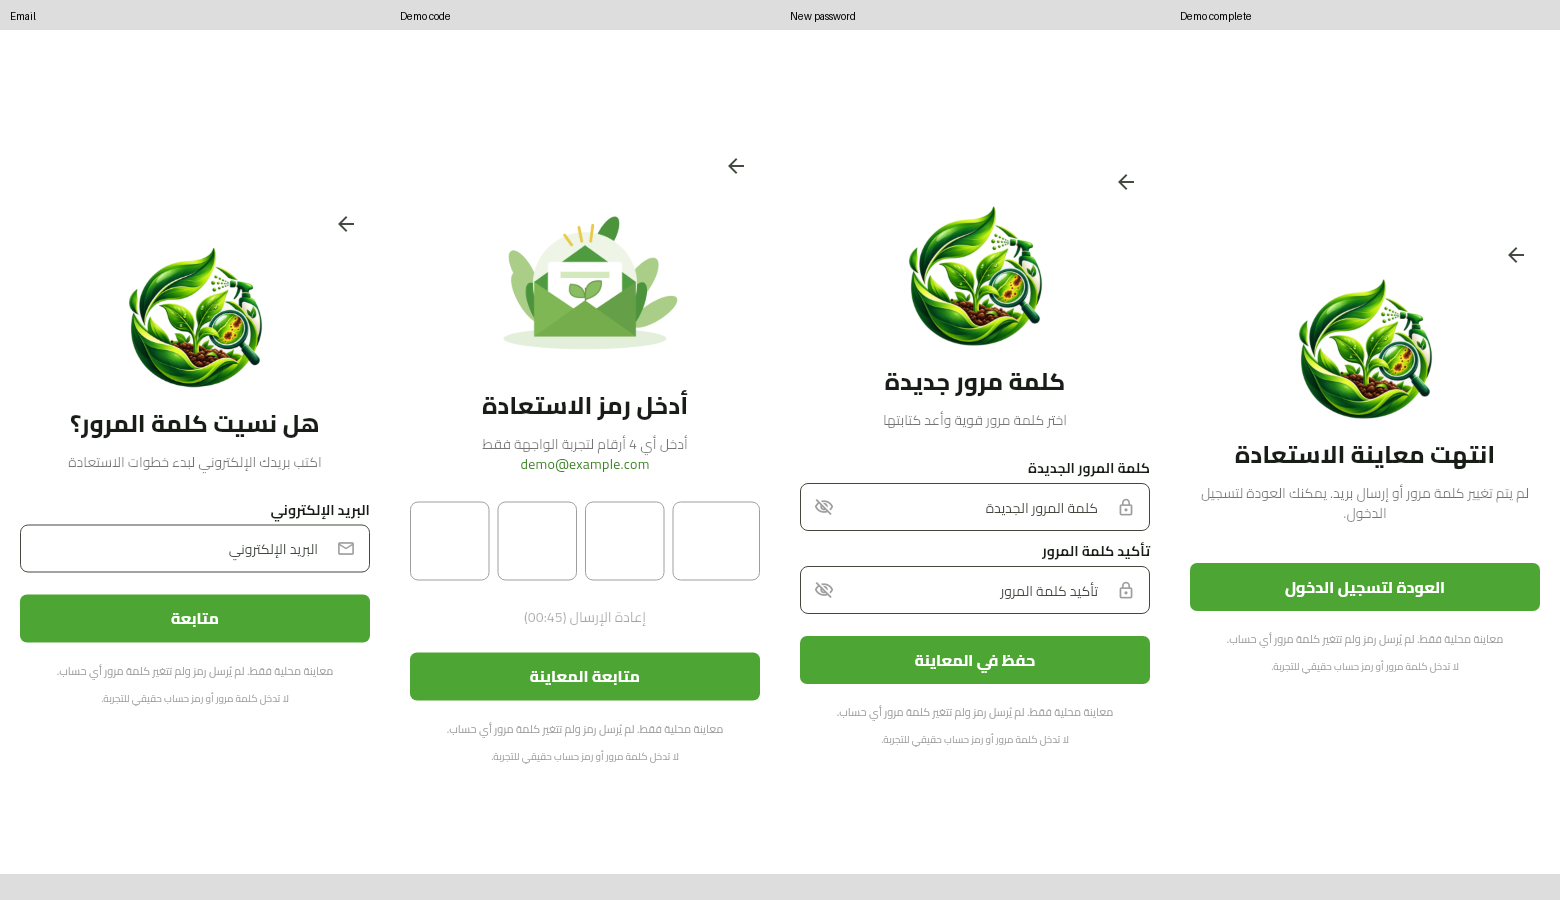 Email
هل نسيت كلمة المرور؟
اكتب بريدك الإلكتروني لبدء خطوات الاستعادة
البريد الإلكتروني
البريد الإلكتروني
متابعة
معاينة محلية فقط. لم يُرسل رمز ولم تتغير كلمة مرور أي حساب.
لا تدخل كلمة مرور أو رمز حساب حقيقي للتجربة.
Demo code
أدخل رمز الاستعادة
أدخل أي 4 أرقام لتجربة الواجهة فقط
demo@example.com
إعادة الإرسال (00:45)
متابعة المعاينة
معاينة محلية فقط. لم يُرسل رمز ولم تتغير كلمة مرور أي حساب.
لا تدخل كلمة مرور أو رمز حساب حقيقي للتجربة.
New password
كلمة مرور جديدة
اختر كلمة مرور قوية وأعد كتابتها
كلمة المرور الجديدة
كلمة المرور الجديدة
تأكيد كلمة المرور
تأكيد كلمة المرور
حفظ في المعاينة
معاينة محلية فقط. لم يُرسل رمز ولم تتغير كلمة مرور أي حساب.
لا تدخل كلمة مرور أو رمز حساب حقيقي للتجربة.
Demo complete
انتهت معاينة الاستعادة
لم يتم تغيير كلمة مرور أو إرسال بريد. يمكنك العودة لتسجيل
الدخول.
العودة لتسجيل الدخول
معاينة محلية فقط. لم يُرسل رمز ولم تتغير كلمة مرور أي حساب.
لا تدخل كلمة مرور أو رمز حساب حقيقي للتجربة.